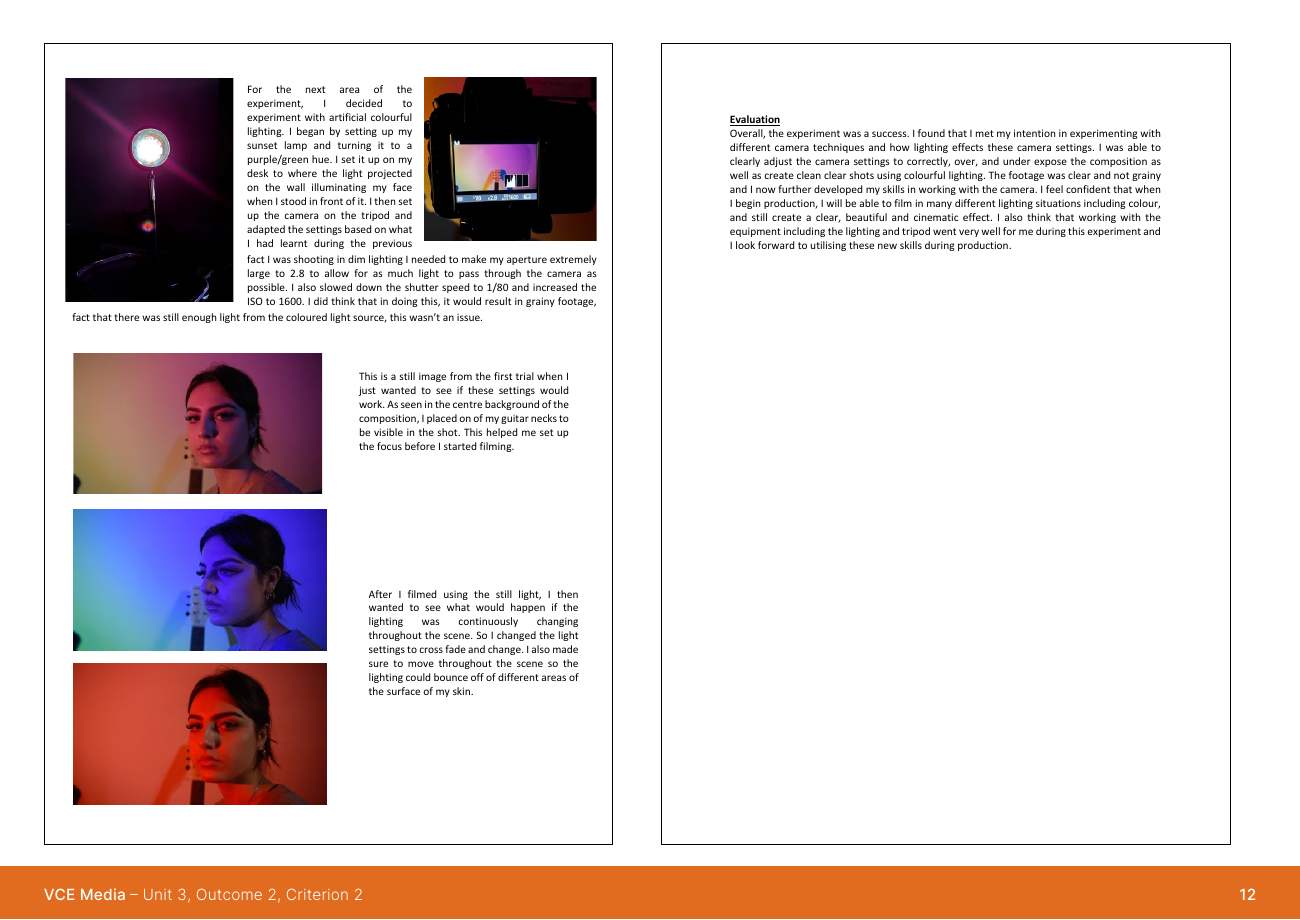 For the next area of the
experiment, I decided to
experiment with artificial colourful
lighting. I began by setting up my
sunset lamp and turning it to a
purple/green hue. I set it up on my
desk to where the light projected
on the wall illuminating my face
when I stood in front of it. I then set
up the camera on the tripod and
adapted the settings based on what
I had learnt during the previous
fact I was shooting in dim lighting I needed to make my aperture extremely
large to 2.8 to allow for as much light to pass through the camera as
possible. I also slowed down the shutter speed to 1/80 and increased the
ISO to 1600. I did think that in doing this, it would result in grainy footage,
fact that there was still enough light from the coloured light source, this wasn’t an issue.
This is a still image from the first trial when I
just wanted to see if these settings would
work. As seen in the centre background of the
composition, I placed on of my guitar necks to
be visible in the shot. This helped me set up
the focus before I started filming.
After I filmed using the still light, I then
wanted to see what would happen if the
lighting was continuously changing
throughout the scene. So I changed the light
settings to cross fade and change. I also made
sure to move throughout the scene so the
lighting could bounce off of different areas of
the surface of my skin.
Evaluation
Overall, the experiment was a success. I found that I met my intention in experimenting with
different camera techniques and how lighting effects these camera settings. I was able to
clearly adjust the camera settings to correctly, over, and under expose the composition as
well as create clean clear shots using colourful lighting. The footage was clear and not grainy
and I now further developed my skills in working with the camera. I feel confident that when
I begin production, I will be able to film in many different lighting situations including colour,
and still create a clear, beautiful and cinematic effect. I also think that working with the
equipment including the lighting and tripod went very well for me during this experiment and
I look forward to utilising these new skills during production.
VCE Media – Unit 3, Outcome 2, Criterion 2
12